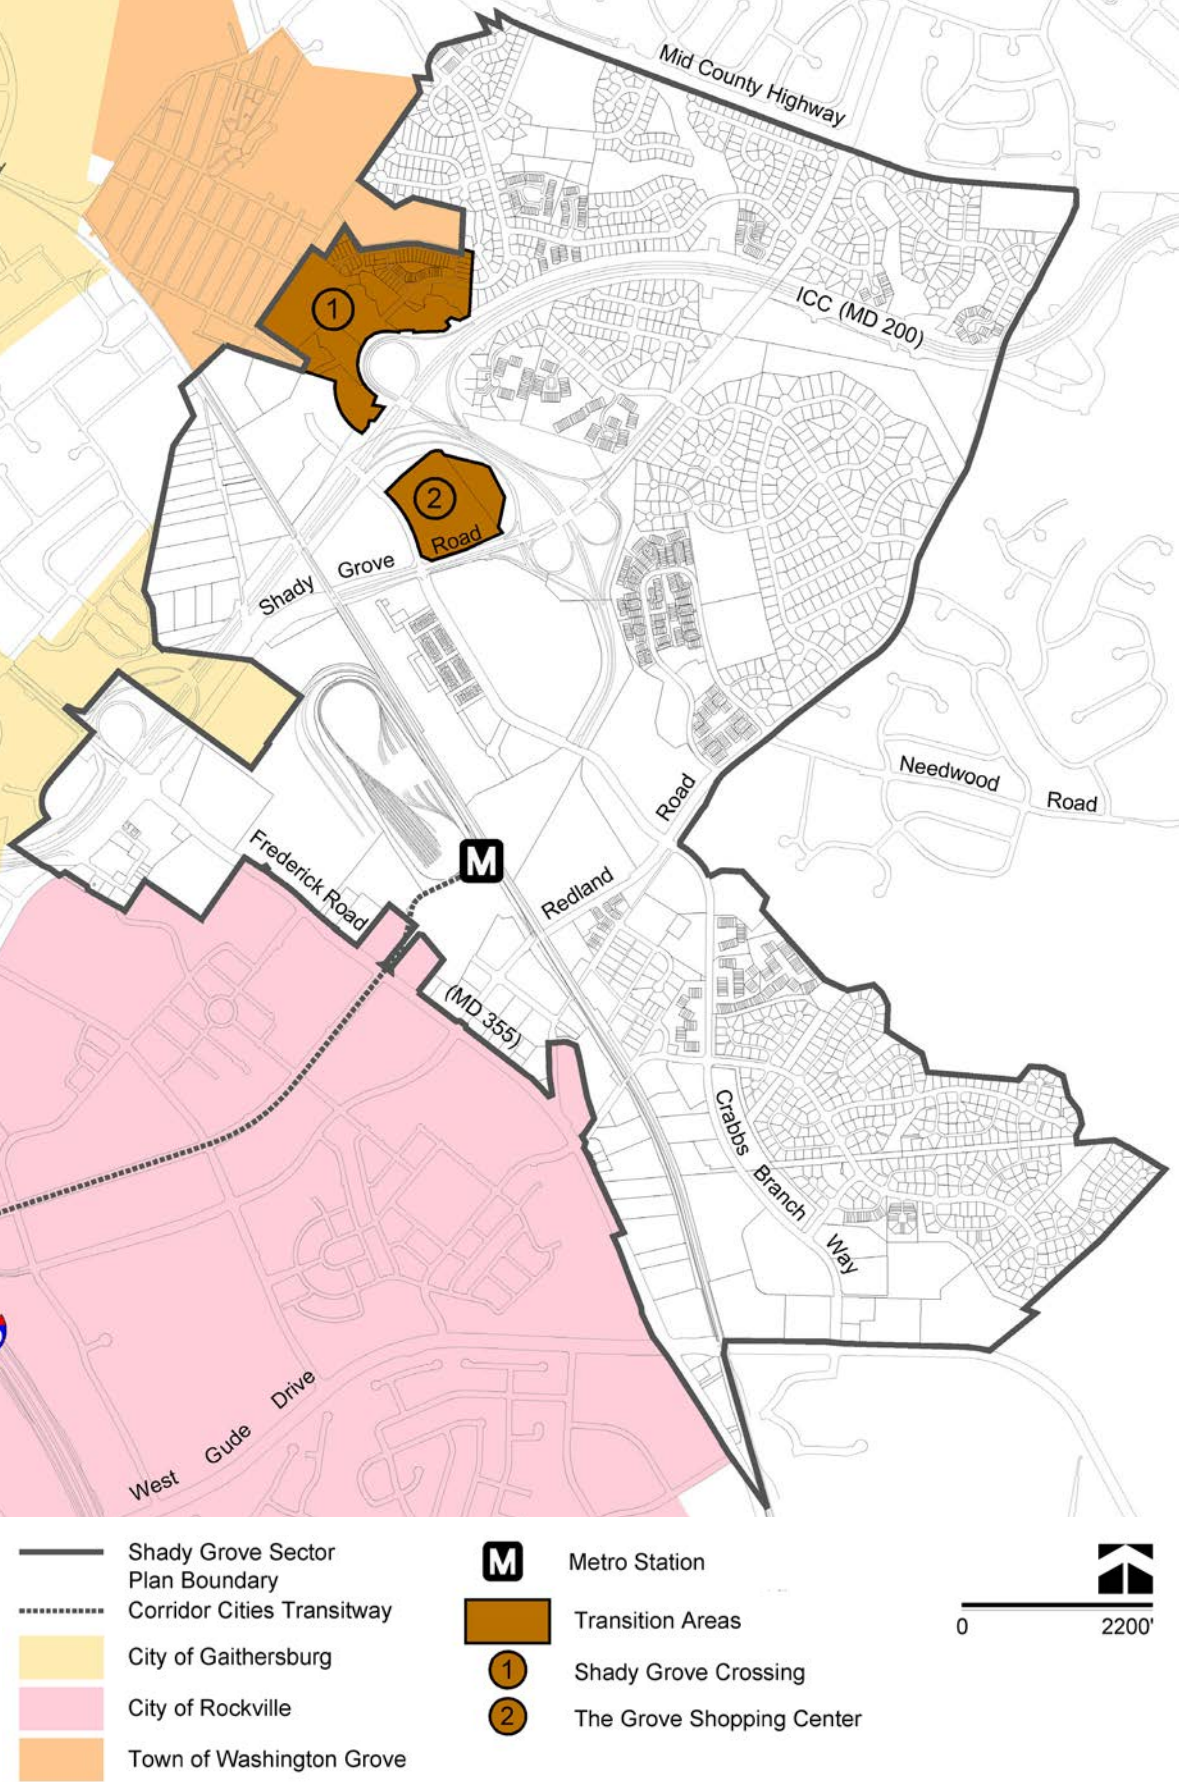 Mid County Highway
ICC (MD 200)
1
2
Shady Grove Road
Needwood Road
Redland Road
Frederick Road
M
(MD 355)
Crabbs Branch Way
West Gude Drive
Shady Grove Sector
Plan Boundary
Corridor Cities Transitway
City of Gaithersburg
City of Rockville
Town of Washington Grove
M Metro Station
Transition Areas
1 Shady Grove Crossing
2 The Grove Shopping Center
0 2200'